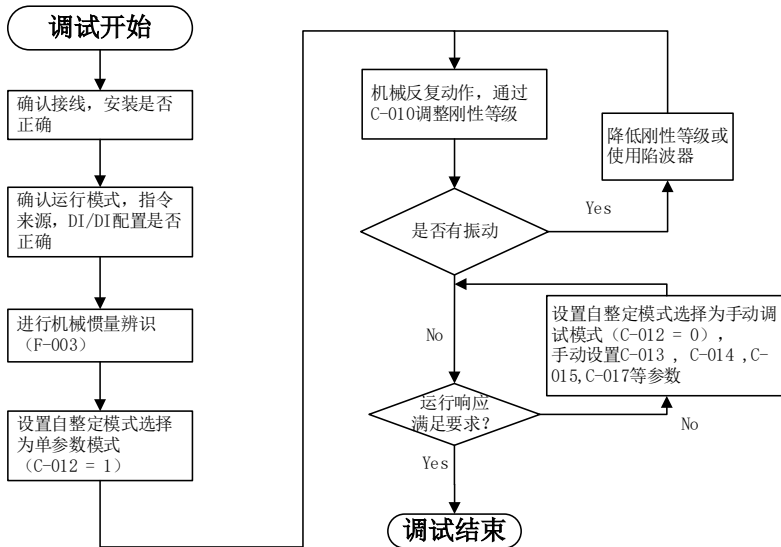 调试开始
确认接线，安装是否
正确
确认运行模式，指令
来源，DI/DI配置是否
正确
进行机械惯量辨识
（F-003）
设置自整定模式选择
为单参数模式
（C-012 = 1）
机械反复动作，通过
C-010调整刚性等级
降低刚性等级或
使用陷波器
Yes
是否有振动
No
设置自整定模式选择为手动调
试模式（C-012 = 0），
手动设置C-013 , C-014 ,C-
015,C-017等参数
运行响应
满足要求？
No
Yes
调试结束